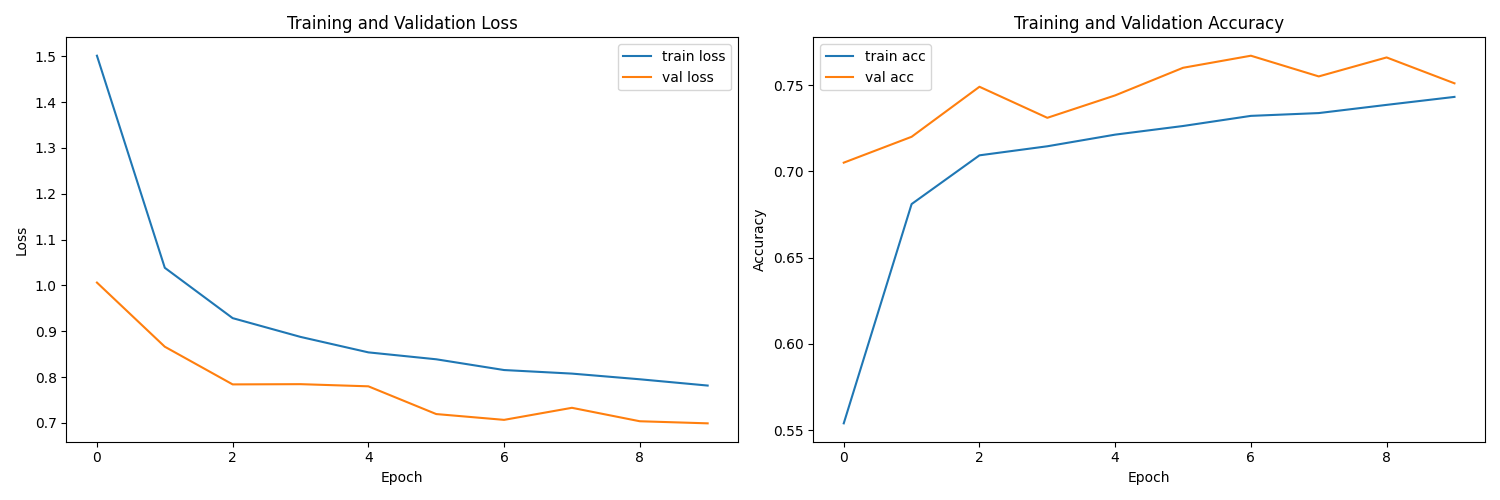 Training and Validation Loss
1.5
1.4
1.3
1.2
1.1
1.0
0.9
0.8
0.7
Loss
train loss
val loss
0 2 4 6 8
Epoch
Training and Validation Accuracy
0.75
0.70
0.65
0.60
0.55
Accuracy
train acc
val acc
0 2 4 6 8
Epoch